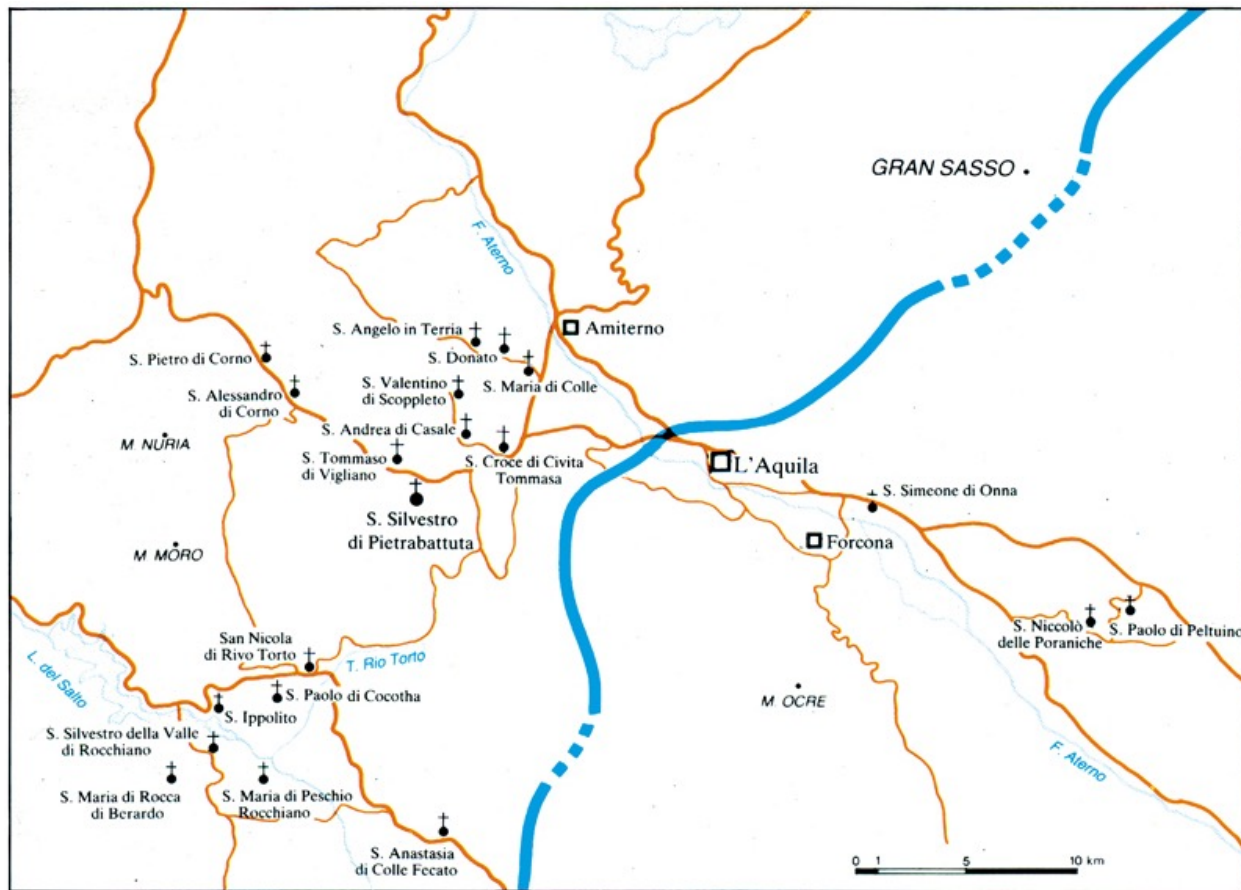 GRAN SASSO
F. Aterno
S. Angelo in Terria
Amiterno
S. Pietro di Corno
S. Donato
S. Maria di Colle
S. Valentino
di Scoppleto
S. Alessandro
di Corno
M. NURIA
S. Andrea di Casale
S. Tommaso
di Vigliano
S. Croce di Civita
Tommasa
L'Aquila
S. Simeone di Onna
S. Silvestro
di Pietrabattuta
Forcona
M. MORO
S. Niccolò
delle Poraniche
S. Paolo di Peltuino
San Nicola
di Rivo Torto
T. Rio Torto
L. del Salto
S. Paolo di Cocotha
M. OCRE
S. Ippolito
S. Silvestro della Valle
di Rocchiano
F. Aterno
S. Maria di Rocca
di Berardo
S. Maria di Peschio
Rocchiano
S. Anastasia
di Colle Fecato
0 1 5 10 km